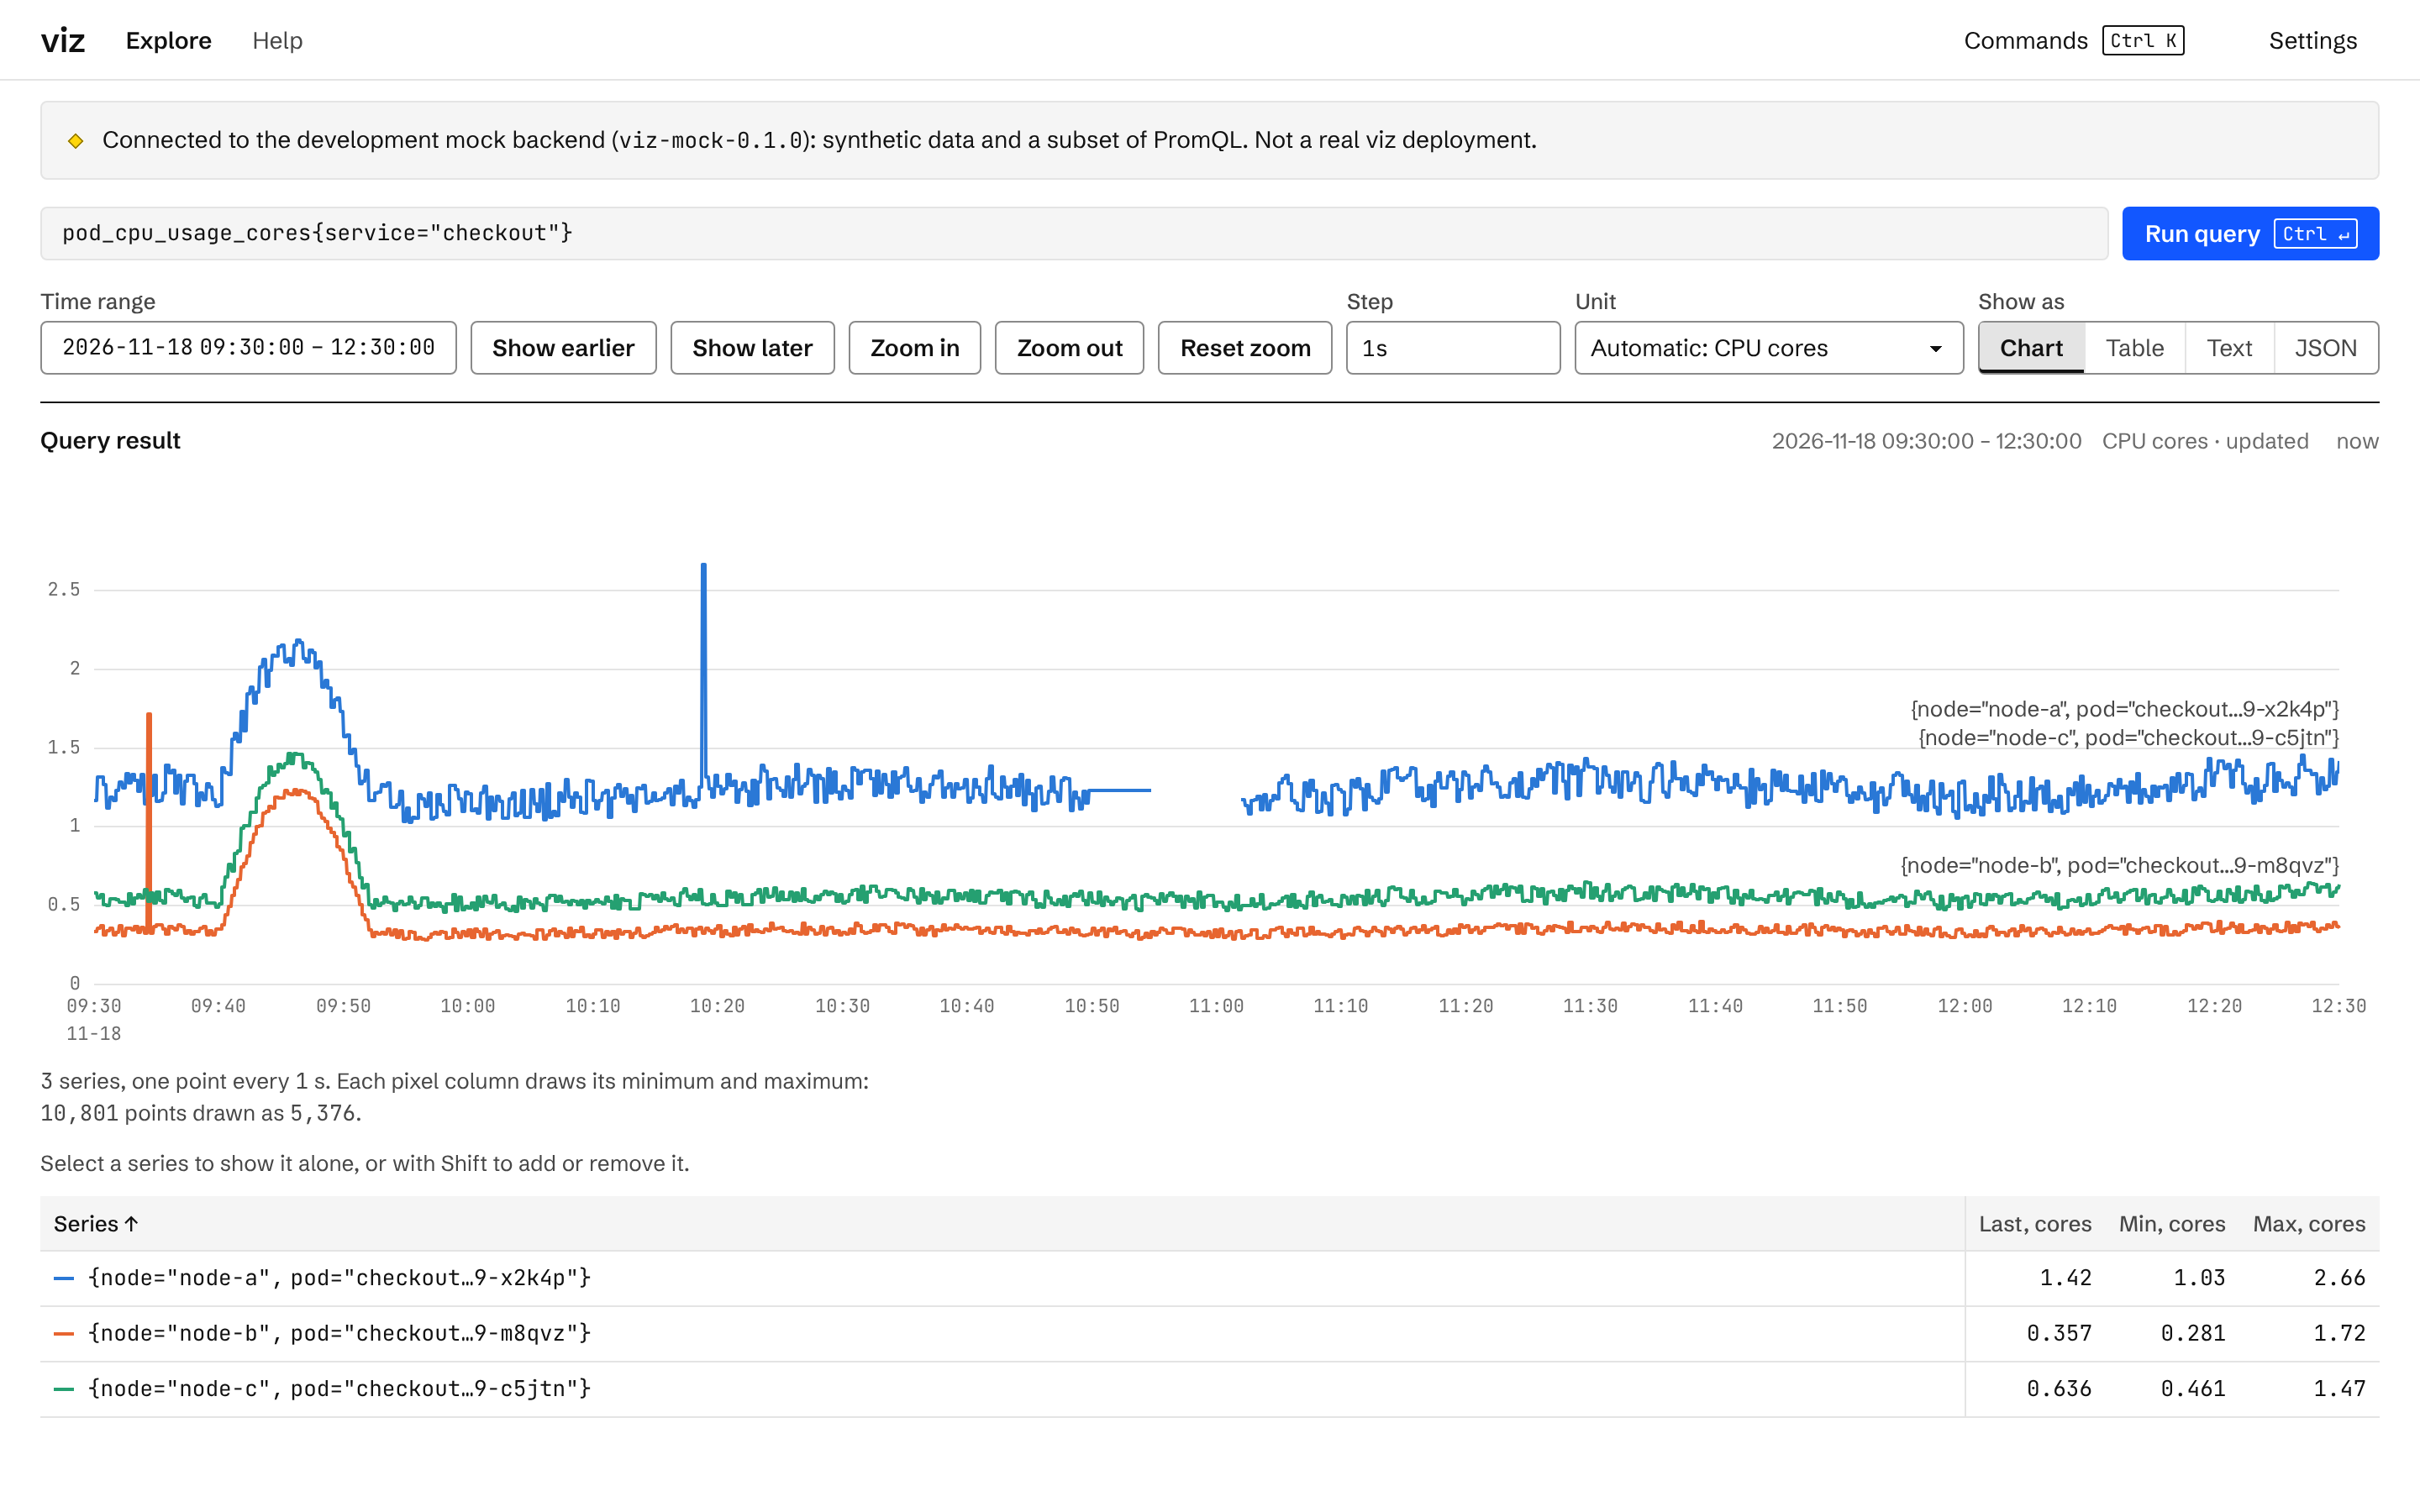 viz Explore Help Commands Ctrl K Settings
Connected to the development mock backend (viz-mock-0.1.0): synthetic data and a subset of PromQL. Not a real viz deployment.
pod_cpu_usage_cores{service="checkout"} Run query Ctrl ↵
Time range Step Unit Show as
2026-11-18 09:30:00 – 12:30:00 Show earlier Show later Zoom in Zoom out Reset zoom 1s Automatic: CPU cores Chart Table Text JSON
Query result 2026-11-18 09:30:00 – 12:30:00 CPU cores · updated now
2.5
2
{node="node-a", pod="checkout…9-x2k4p"}
{node="node-c", pod="checkout…9-c5jtn"}
1.5
1
{node="node-b", pod="checkout…9-m8qvz"}
0.5
0
09:30 09:40 09:50 10:00 10:10 10:20 10:30 10:40 10:50 11:00 11:10 11:20 11:30 11:40 11:50 12:00 12:10 12:20 12:30
11-18
3 series, one point every 1 s. Each pixel column draws its minimum and maximum:
10,801 points drawn as 5,376.
Select a series to show it alone, or with Shift to add or remove it.
Series ↑ Last, cores Min, cores Max, cores
{node="node-a", pod="checkout…9-x2k4p"} 1.42 1.03 2.66
{node="node-b", pod="checkout…9-m8qvz"} 0.357 0.281 1.72
{node="node-c", pod="checkout…9-c5jtn"} 0.636 0.461 1.47